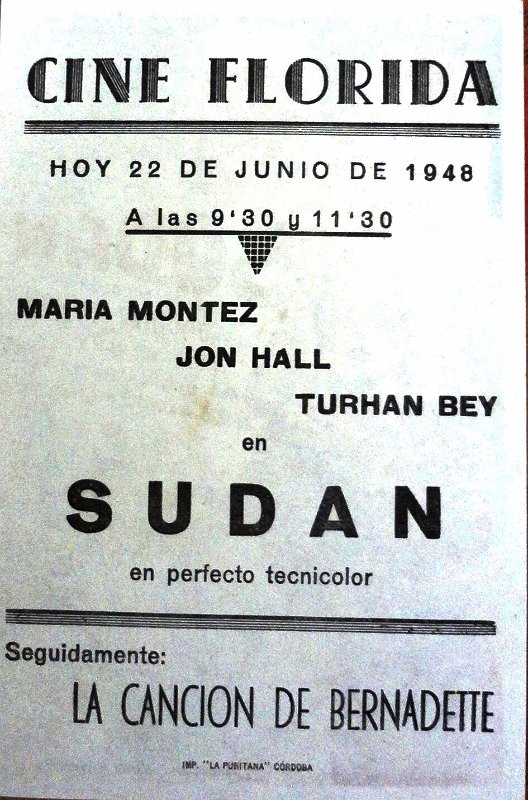 CINE FLORIDA
HOY 22 DE JUNIO DE 1948
A las 9'30 y 11'30
MARIA MONTEZ
JON HALL
TURHAN BEY
en
SUDAN
en perfecto tecnicolor
Seguidamente:
LA CANCION DE BERNADETTE
IMP. "LA PURITANA" CÓRDOBA